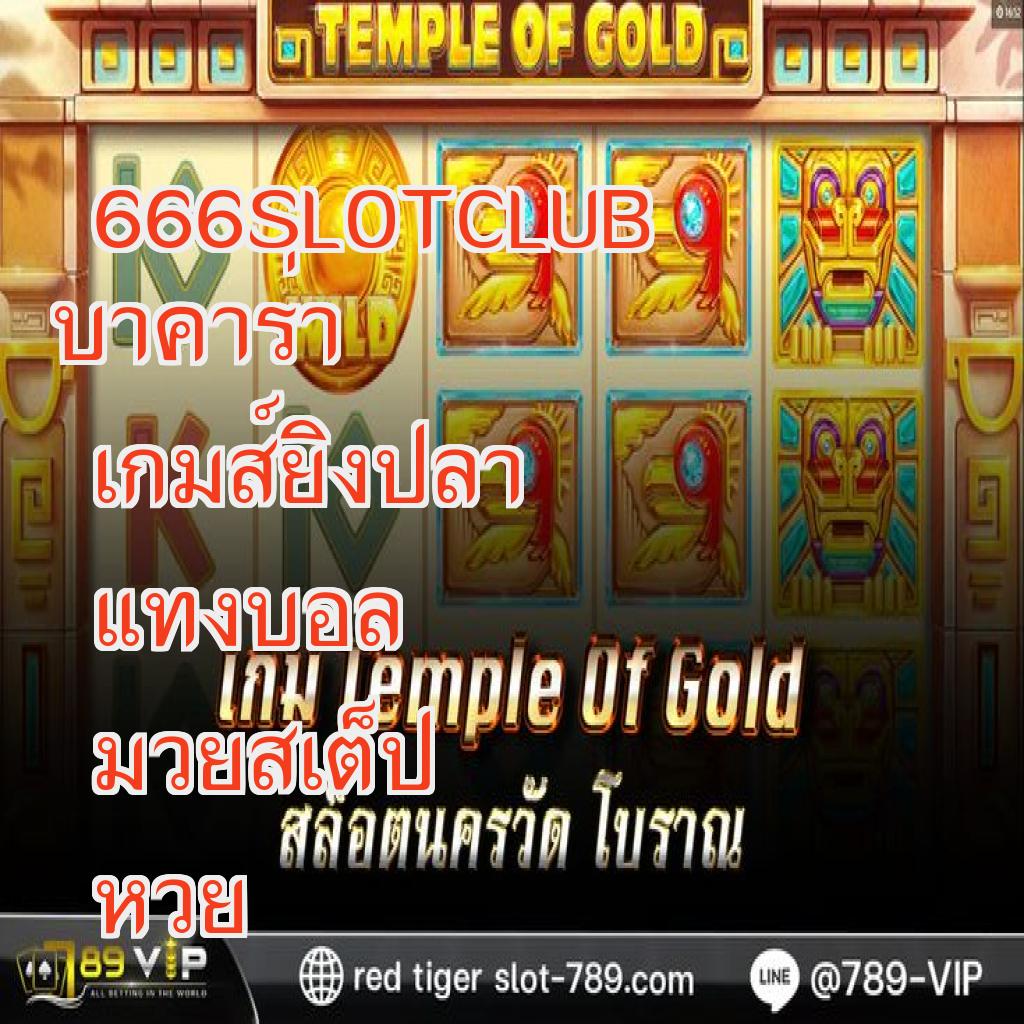 TEMPLE OF GOLD
666SุLOTCLUB
WILD
บาคารา
เกมส์ยิงปลา
K
แทงบอล
เกม Temple Of Gold
มวยสเต็ป
สล็อตนครวัด โบราณ
หวย
789 VIP
ALL BETTING IN THE WORLD
red tiger slot-789.com
LINE @789-VIP